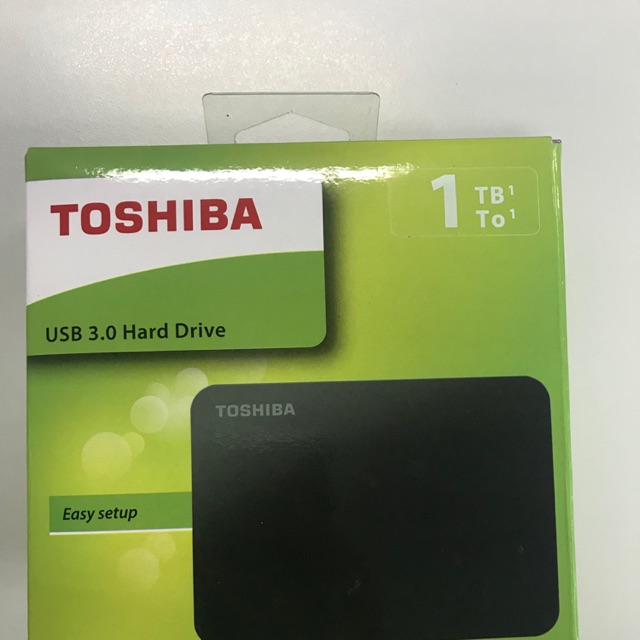 TOSHIBA
1 TB¹
To¹
USB 3.0 Hard Drive
TOSHIBA
Easy setup